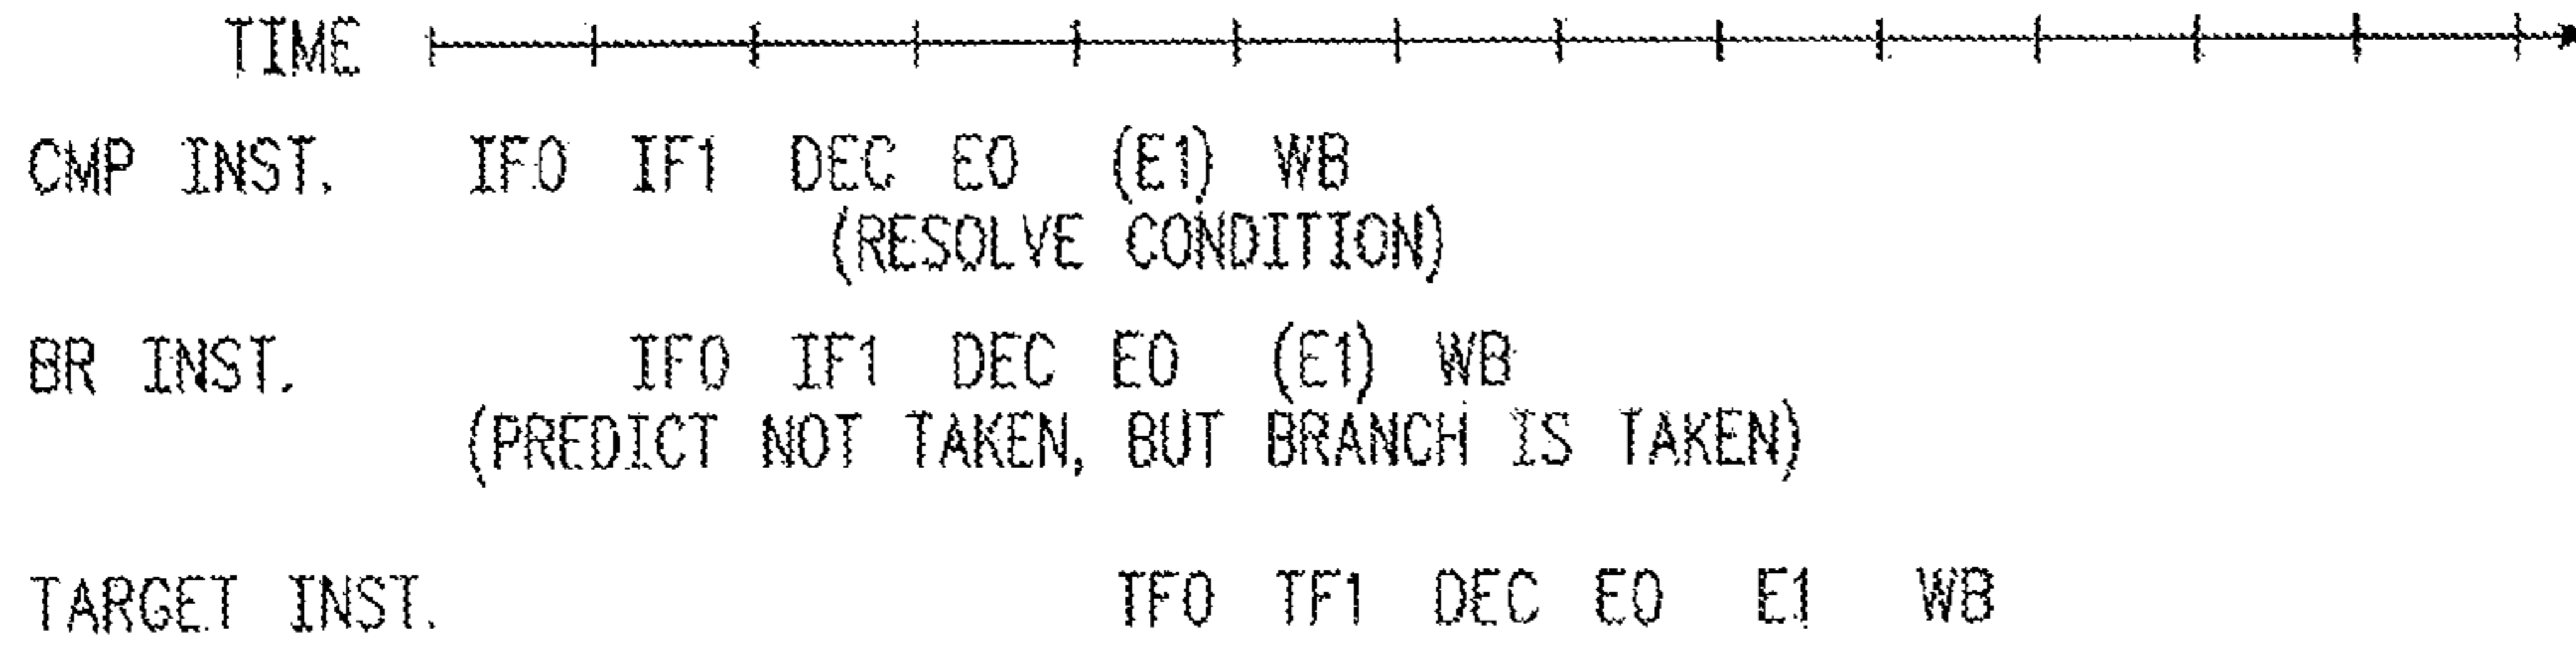 TIME
CMP INST. IF0 IF1 DEC E0 (E1) WB
(RESOLVE CONDITION)
BR INST. IF0 IF1 DEC E0 (E1) WB
(PREDICT NOT TAKEN, BUT BRANCH IS TAKEN)
TARGET INST. TF0 TF1 DEC E0 E1 WB